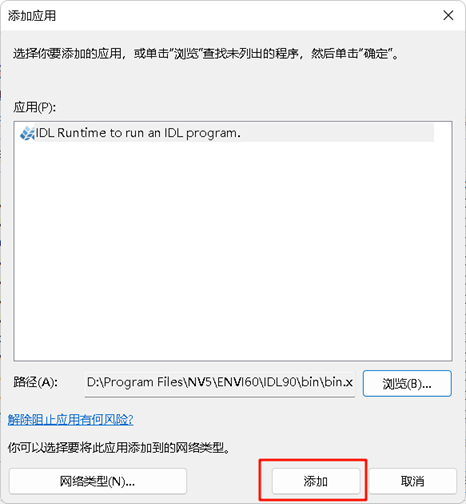 添加应用
选择你要添加的应用，或单击“浏览”查找未列出的程序，然后单击“确定”。
应用(P):
IDL Runtime to run an IDL program.
路径(A):
D:\Program Files\NV5\ENVI60\IDL90\bin\bin.x
浏览(B)...
解除阻止应用有何风险?
你可以选择要将此应用添加到的网络类型。
网络类型(N)...
添加
取消